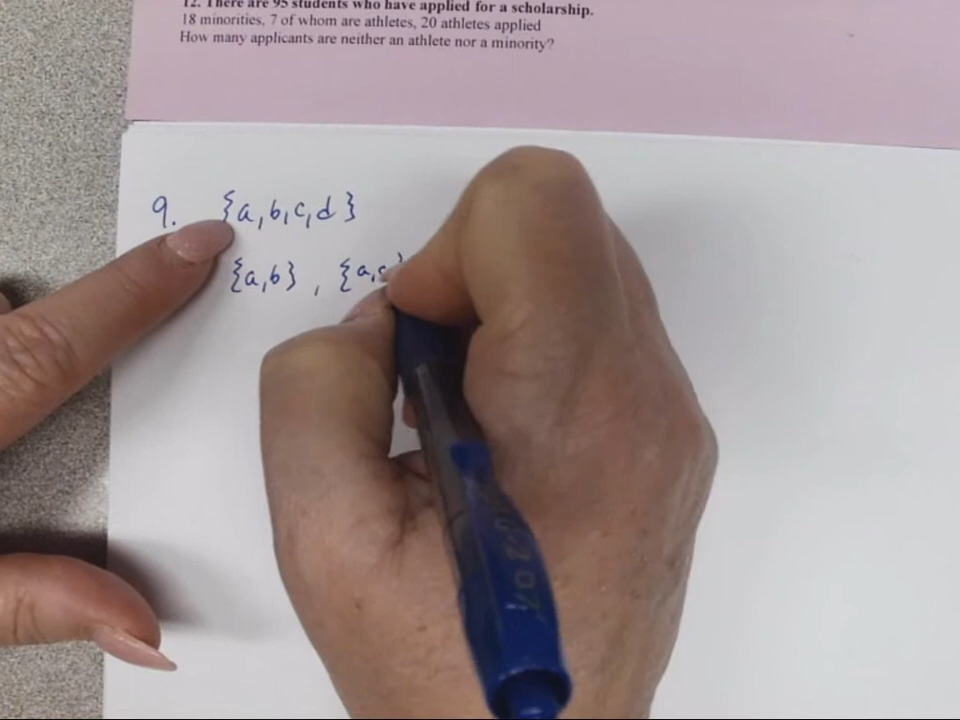 12. There are 95 students who have applied for a scholarship.
18 minorities, 7 of whom are athletes, 20 athletes applied
How many applicants are neither an athlete nor a minority?
9. {a,b,c,d}
{a,b} , {a,c}